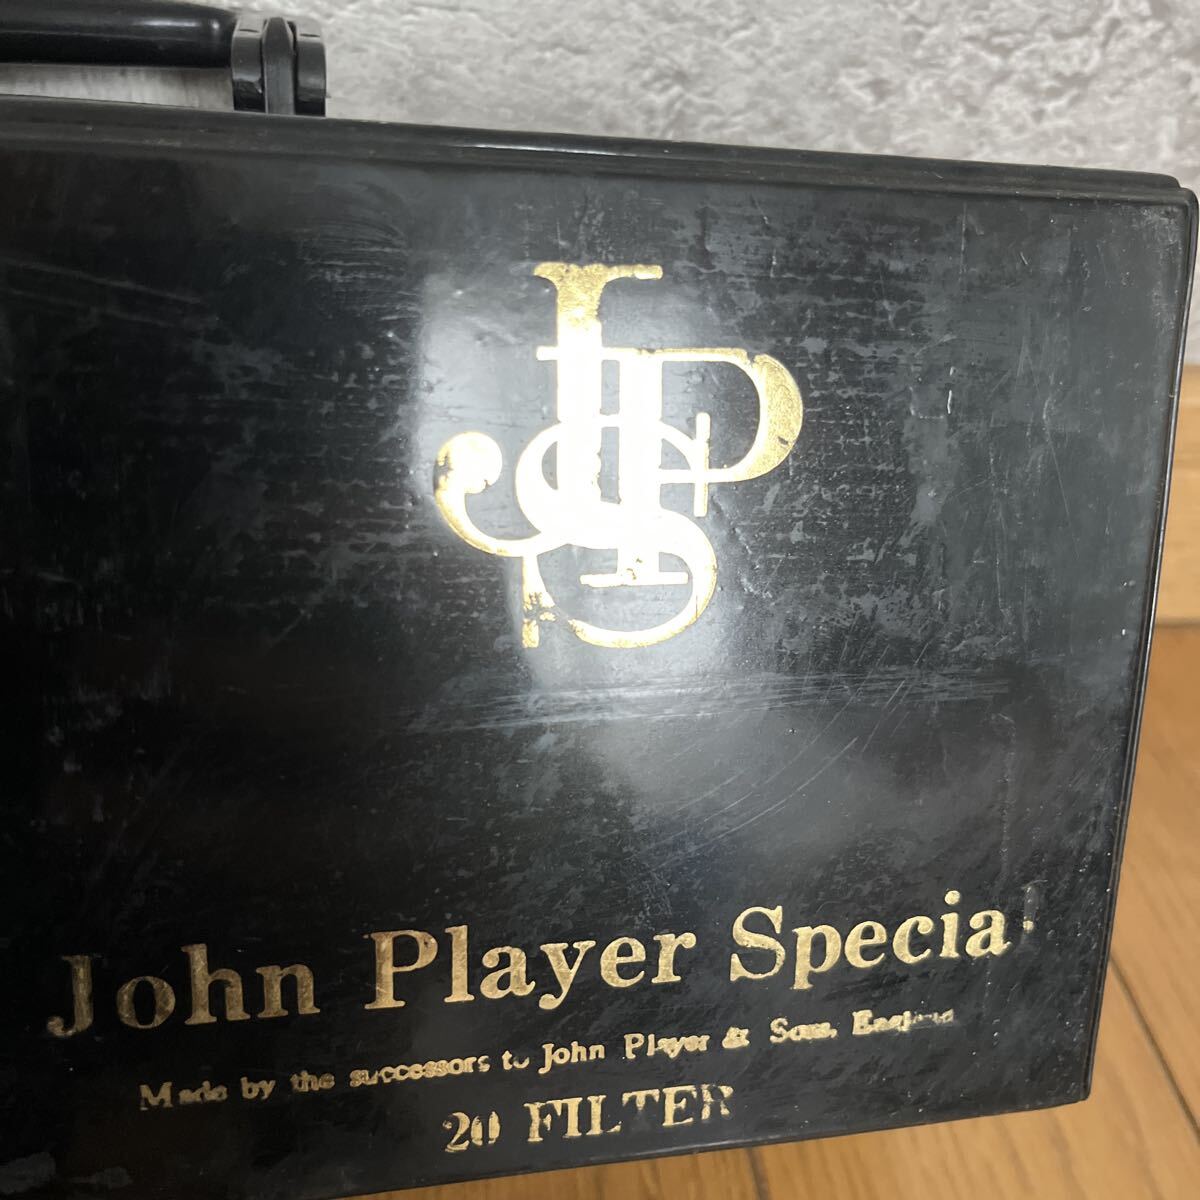 JPS
John Player Special
Made by the successors to John Player & Sons, England
20 FILTER